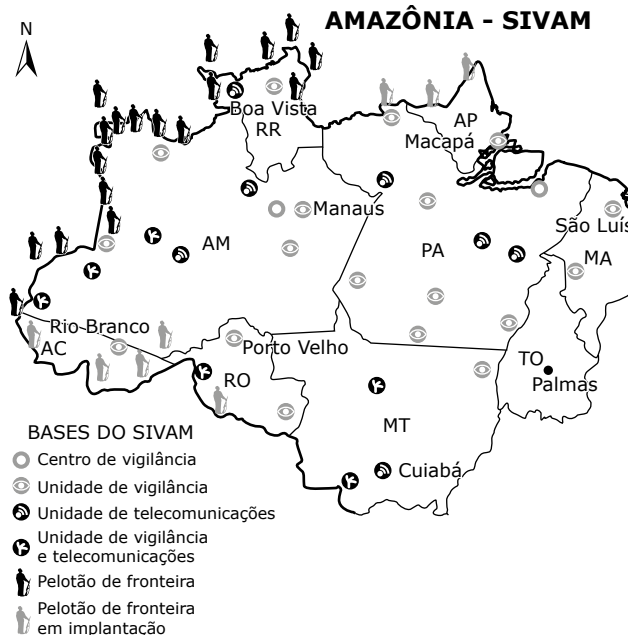 AMAZÔNIA - SIVAM
N
Boa Vista
RR
AP
Macapá
Manaus
São Luís
AM
PA
MA
Rio Branco
AC
Porto Velho
TO
Palmas
RO
MT
Cuiabá
BASES DO SIVAM
Centro de vigilância
Unidade de vigilância
Unidade de telecomunicações
Unidade de vigilância
e telecomunicações
Pelotão de fronteira
Pelotão de fronteira
em implantação